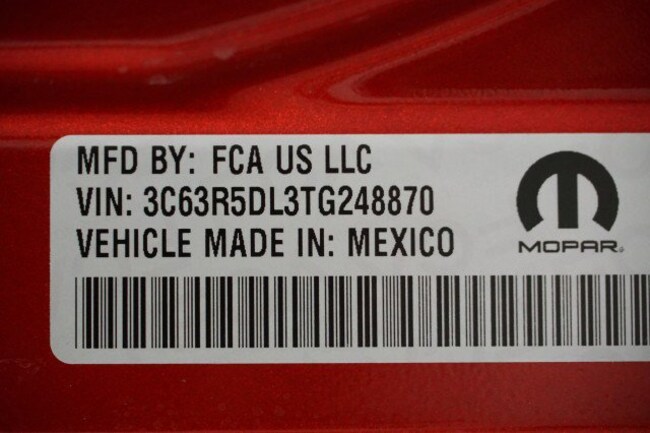 MFD BY: FCA US LLC
VIN: 3C63R5DL3TG248870
VEHICLE MADE IN: MEXICO
MOPAR